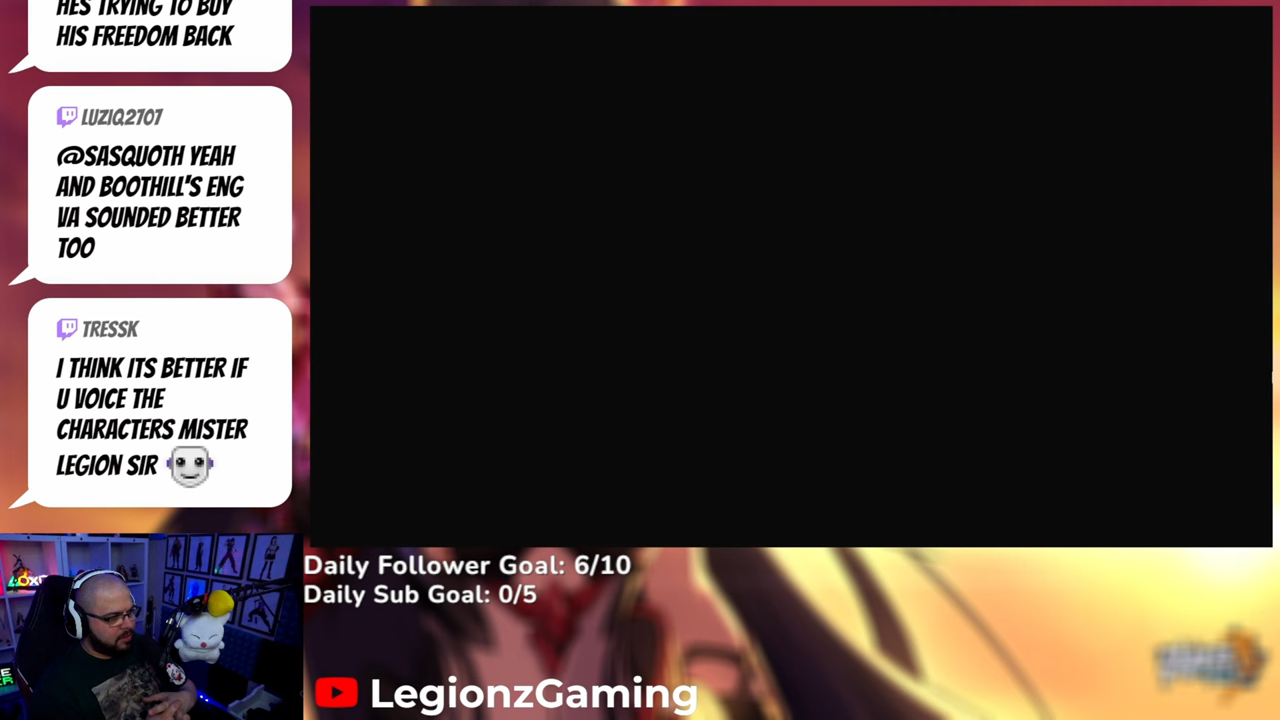 HES TRYING TO BUY
HIS FREEDOM BACK
LUZIQ2707
@SASQUOTH YEAH
AND BOOTHILL'S ENG
VA SOUNDED BETTER
TOO
TRESSK
I THINK ITS BETTER IF
U VOICE THE
CHARACTERS MISTER
LEGION SIR
Daily Follower Goal: 6/10
Daily Sub Goal: 0/5
LegionzGaming